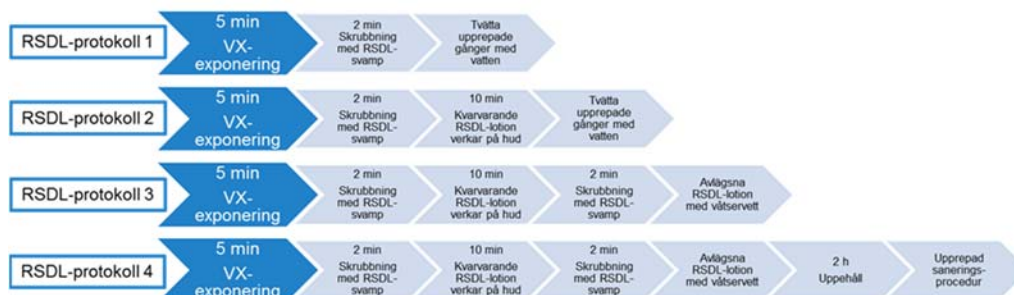 RSDL-protokoll 1
5 min
VX-
exponering
2 min
Skrubbning
med RSDL-
svamp
Tvätta
upprepade
gånger med
vatten
RSDL-protokoll 2
5 min
VX-
exponering
2 min
Skrubbning
med RSDL-
svamp
10 min
Kvarvarande
RSDL-lotion
verkar på hud
Tvätta
upprepade
gånger med
vatten
RSDL-protokoll 3
5 min
VX-
exponering
2 min
Skrubbning
med RSDL-
svamp
10 min
Kvarvarande
RSDL-lotion
verkar på hud
2 min
Skrubbning
med RSDL-
svamp
Avlägsna
RSDL-lotion
med våtservett
RSDL-protokoll 4
5 min
VX-
exponering
2 min
Skrubbning
med RSDL-
svamp
10 min
Kvarvarande
RSDL-lotion
verkar på hud
2 min
Skrubbning
med RSDL-
svamp
Avlägsna
RSDL-lotion
med våtservett
2 h
Uppehåll
Upprepad
sanerings-
procedur